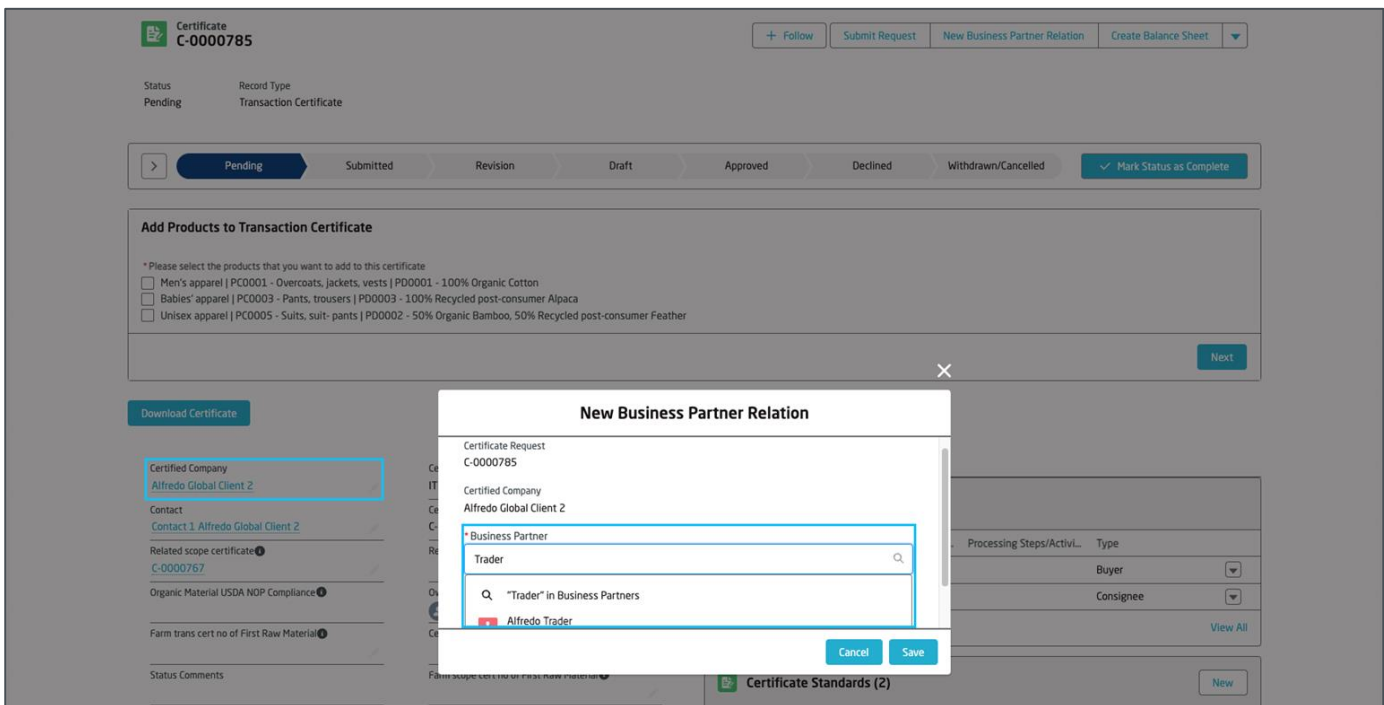 Certificate
C-0000785
+ Follow
Submit Request
New Business Partner Relation
Create Balance Sheet
Status
Record Type
Pending
Transaction Certificate
Pending
Submitted
Revision
Draft
Approved
Declined
Withdrawn/Cancelled
Mark Status as Complete
Add Products to Transaction Certificate
*Please select the products that you want to add to this certificate
Men's apparel | PC0001 - Overcoats, jackets, vests | PD0001 - 100% Organic Cotton
Babies' apparel | PC0003 - Pants, trousers | PD0003 - 100% Recycled post-consumer Alpaca
Unisex apparel | PC0005 - Suits, suit- pants | PD0002 - 50% Organic Bamboo, 50% Recycled post-consumer Feather
Next
Download Certificate
New Business Partner Relation
Certificate Request
C-0000785
Certified Company
Alfredo Global Client 2
*Business Partner
Trader
"Trader" in Business Partners
Alfredo Trader
Cancel
Save
Certified Company
Alfredo Global Client 2
Contact
Contact 1 Alfredo Global Client 2
Related scope certificate
C-0000767
Organic Material USDA NOP Compliance
Farm trans cert no of First Raw Material
Status Comments
Farm scope cert no of First Raw Material
Processing Steps/Activi...
Type
Buyer
Consignee
View All
Certificate Standards (2)
New